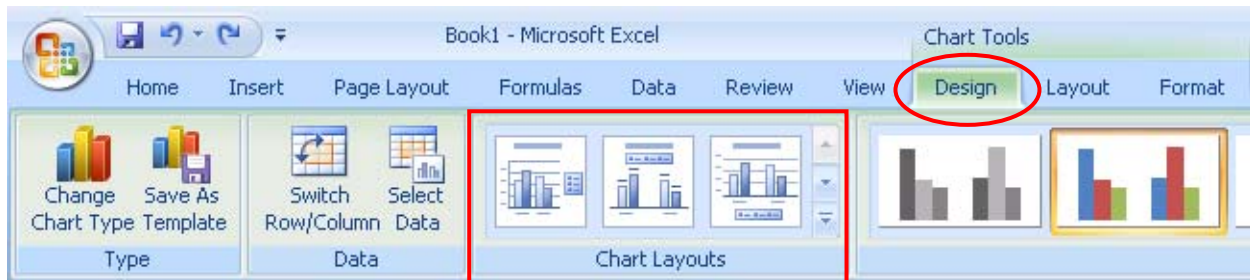 Book1 - Microsoft Excel
Chart Tools
Home Insert Page Layout Formulas Data Review View Design Layout Format
Change Chart Type
Save As Template
Switch Row/Column
Select Data
Type
Data
Chart Layouts